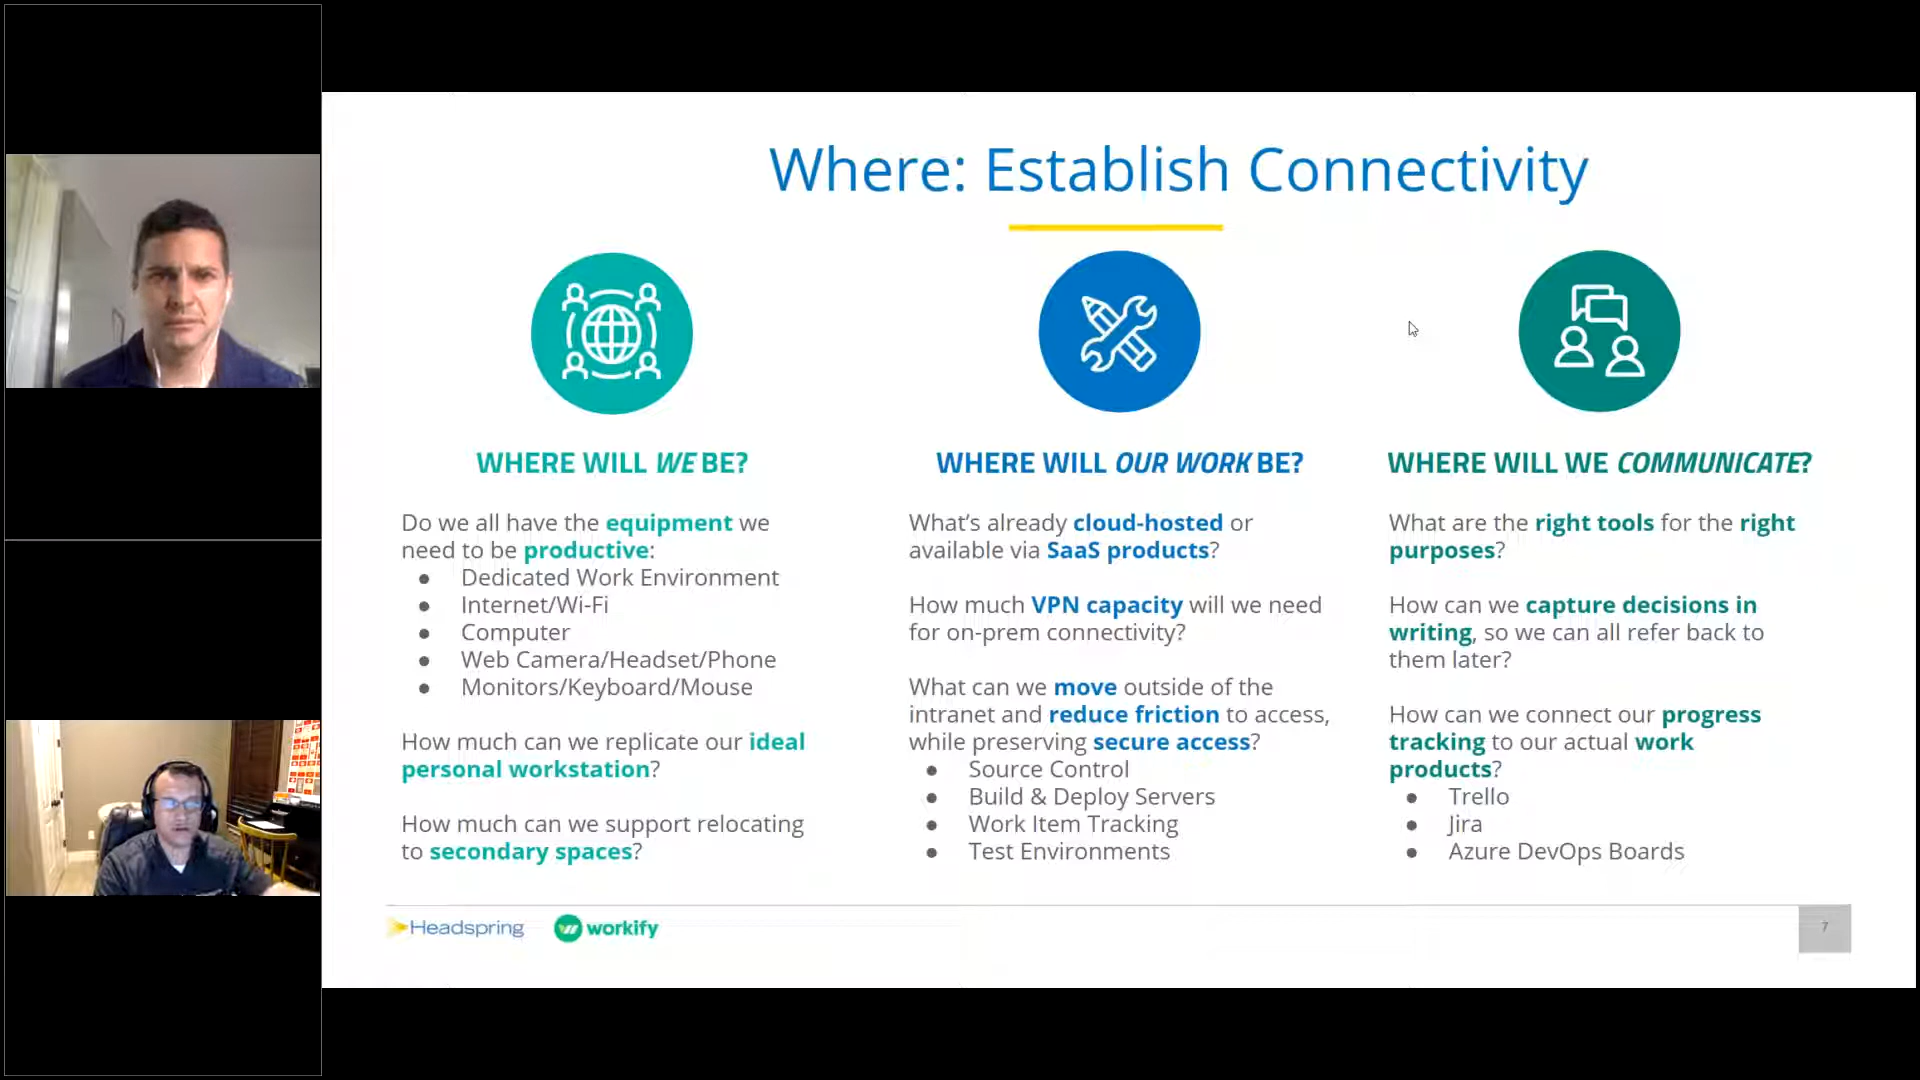 Where: Establish Connectivity
WHERE WILL WE BE?
Do we all have the equipment we
need to be productive:
● Dedicated Work Environment
● Internet/Wi-Fi
● Computer
● Web Camera/Headset/Phone
● Monitors/Keyboard/Mouse
How much can we replicate our ideal
personal workstation?
How much can we support relocating
to secondary spaces?
WHERE WILL OUR WORK BE?
What's already cloud-hosted or
available via SaaS products?
How much VPN capacity will we need
for on-prem connectivity?
What can we move outside of the
intranet and reduce friction to access,
while preserving secure access?
● Source Control
● Build & Deploy Servers
● Work Item Tracking
● Test Environments
WHERE WILL WE COMMUNICATE?
What are the right tools for the right
purposes?
How can we capture decisions in
writing, so we can all refer back to
them later?
How can we connect our progress
tracking to our actual work
products?
● Trello
● Jira
● Azure DevOps Boards
Headspring
workify
7